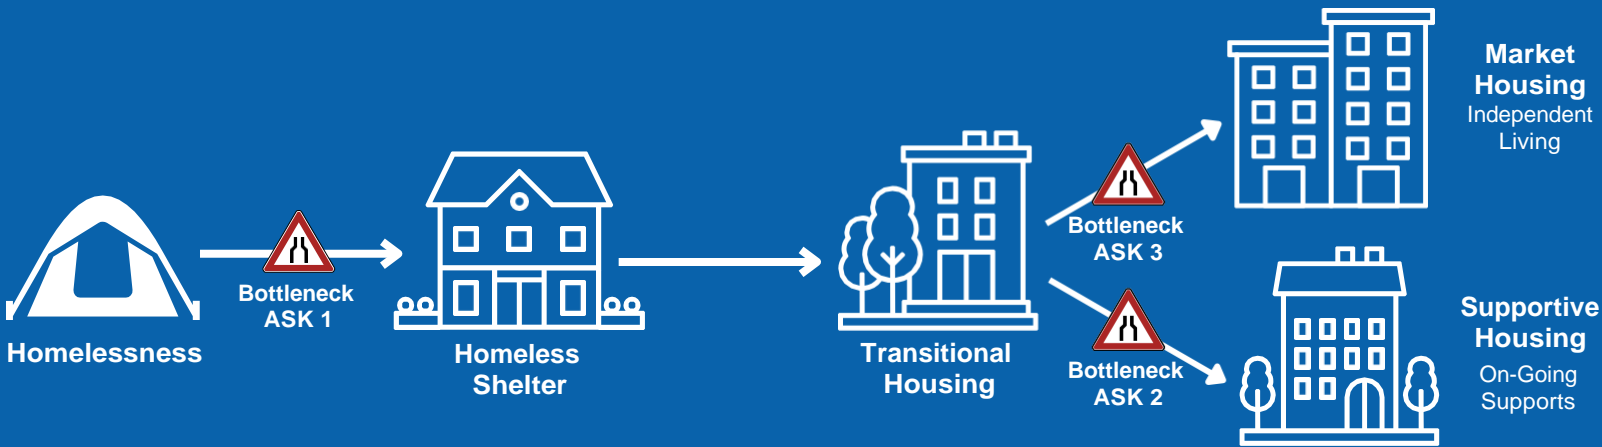 Homelessness
Bottleneck
ASK 1
Homeless
Shelter
Transitional
Housing
Bottleneck
ASK 3
Bottleneck
ASK 2
Market
Housing
Independent
Living
Supportive
Housing
On-Going
Supports